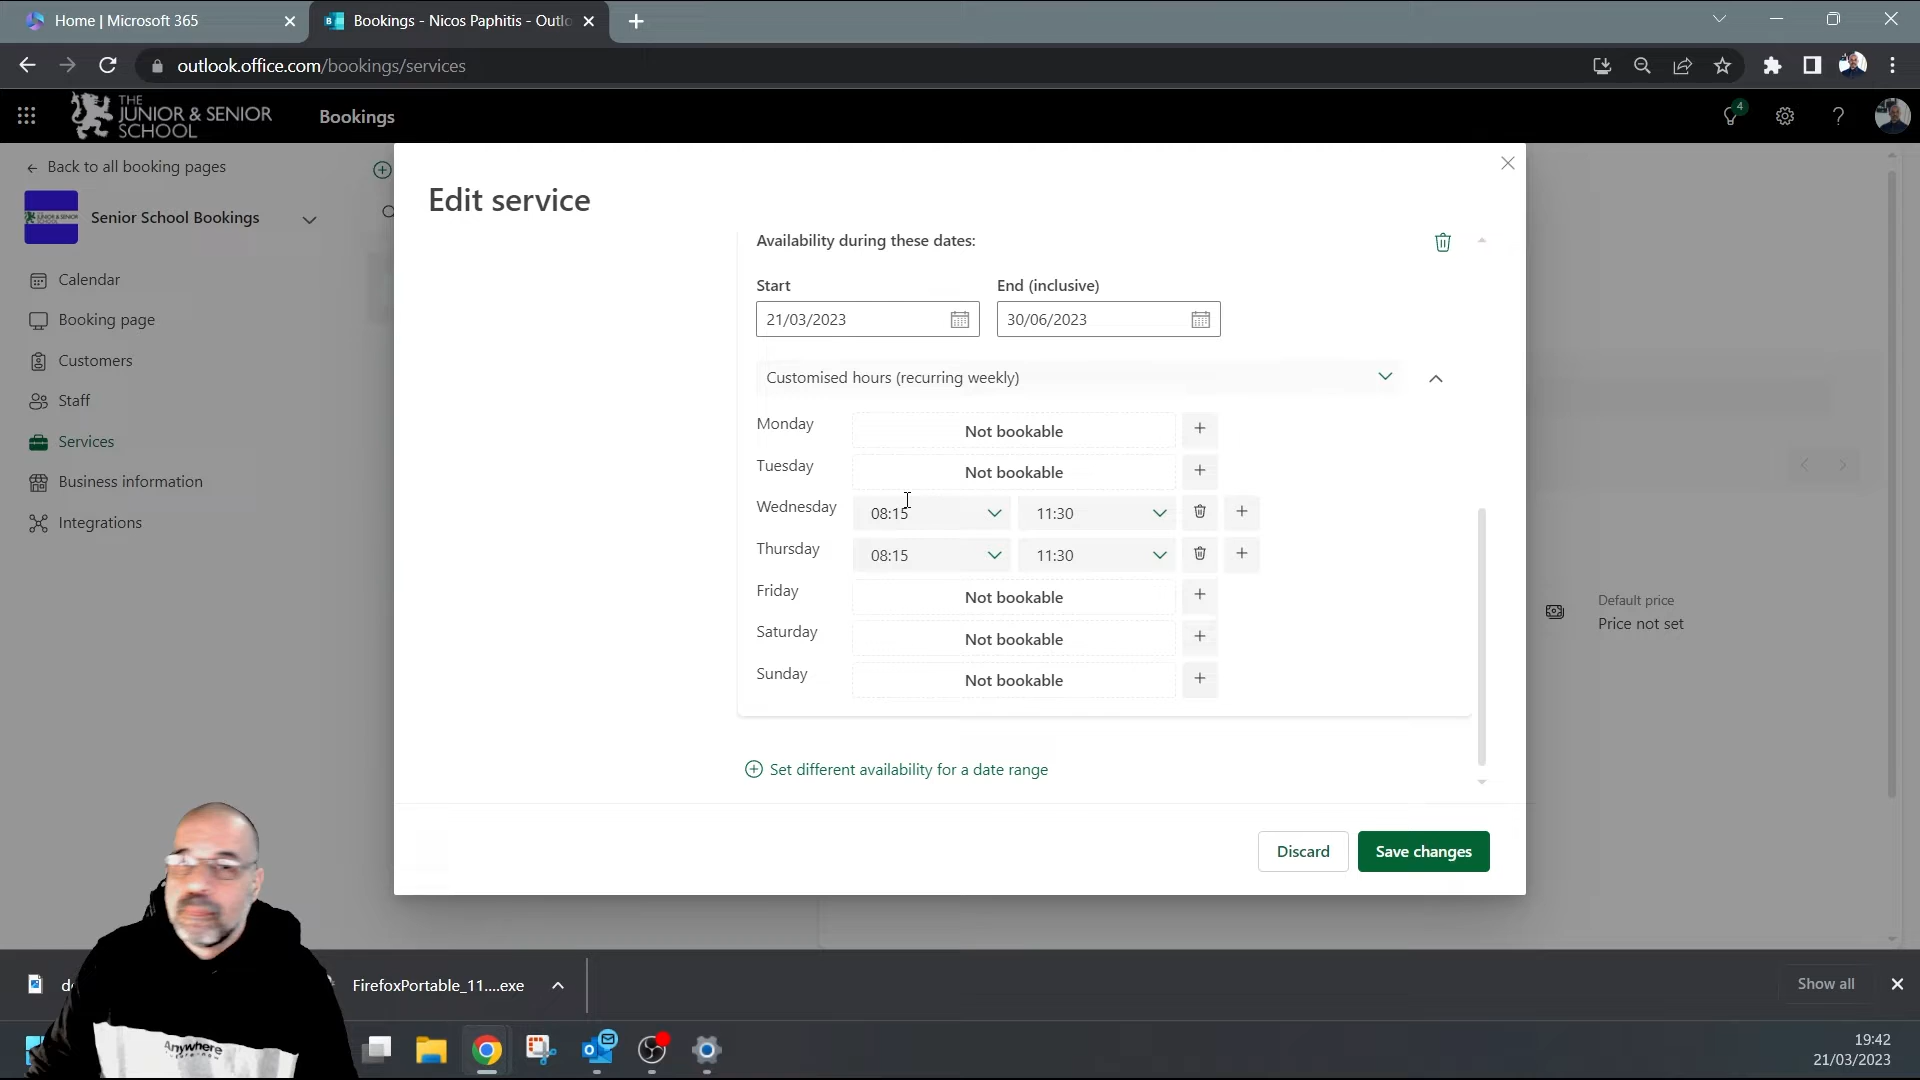 Home | Microsoft 365
Bookings - Nicos Paphitis - Outlo
outlook.office.com/bookings/services
THE
JUNIOR & SENIOR
SCHOOL
Bookings
4
Back to all booking pages
Senior School Bookings
Calendar
Booking page
Customers
Staff
Services
Business information
Integrations
Edit service
Availability during these dates:
Start
End (inclusive)
21/03/2023
30/06/2023
Customised hours (recurring weekly)
Monday
Not bookable
Tuesday
Not bookable
Wednesday
08:15
11:30
Thursday
08:15
11:30
Friday
Not bookable
Saturday
Not bookable
Sunday
Not bookable
Set different availability for a date range
Default price
Price not set
Discard
Save changes
FirefoxPortable_11....exe
Show all
Anywhere
19:42
21/03/2023